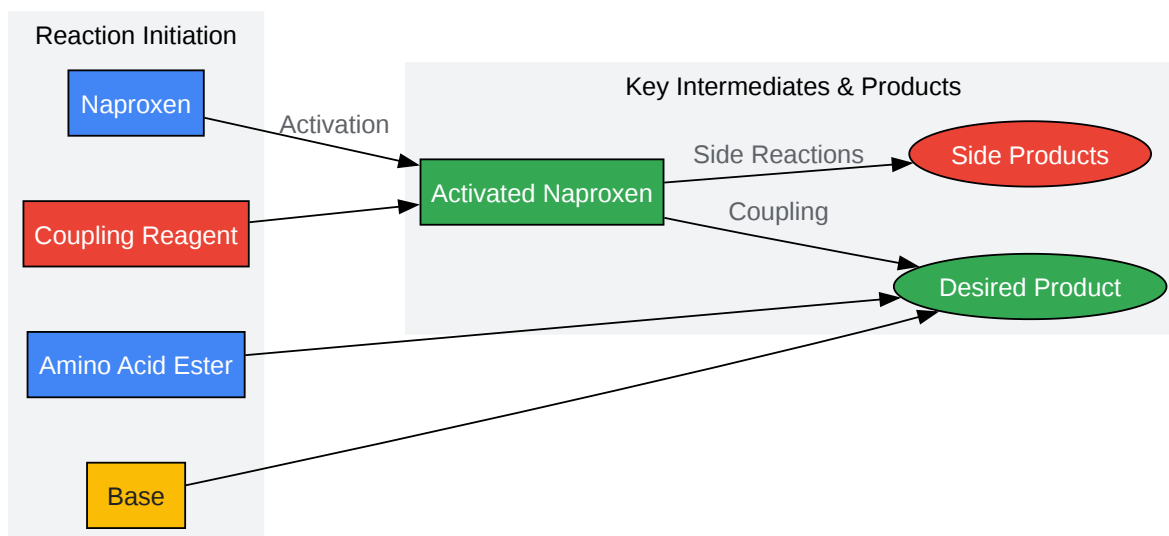 Reaction Initiation
Naproxen
Coupling Reagent
Amino Acid Ester
Base
Activation
Key Intermediates & Products
Activated Naproxen
Side Reactions
Coupling
Side Products
Desired Product